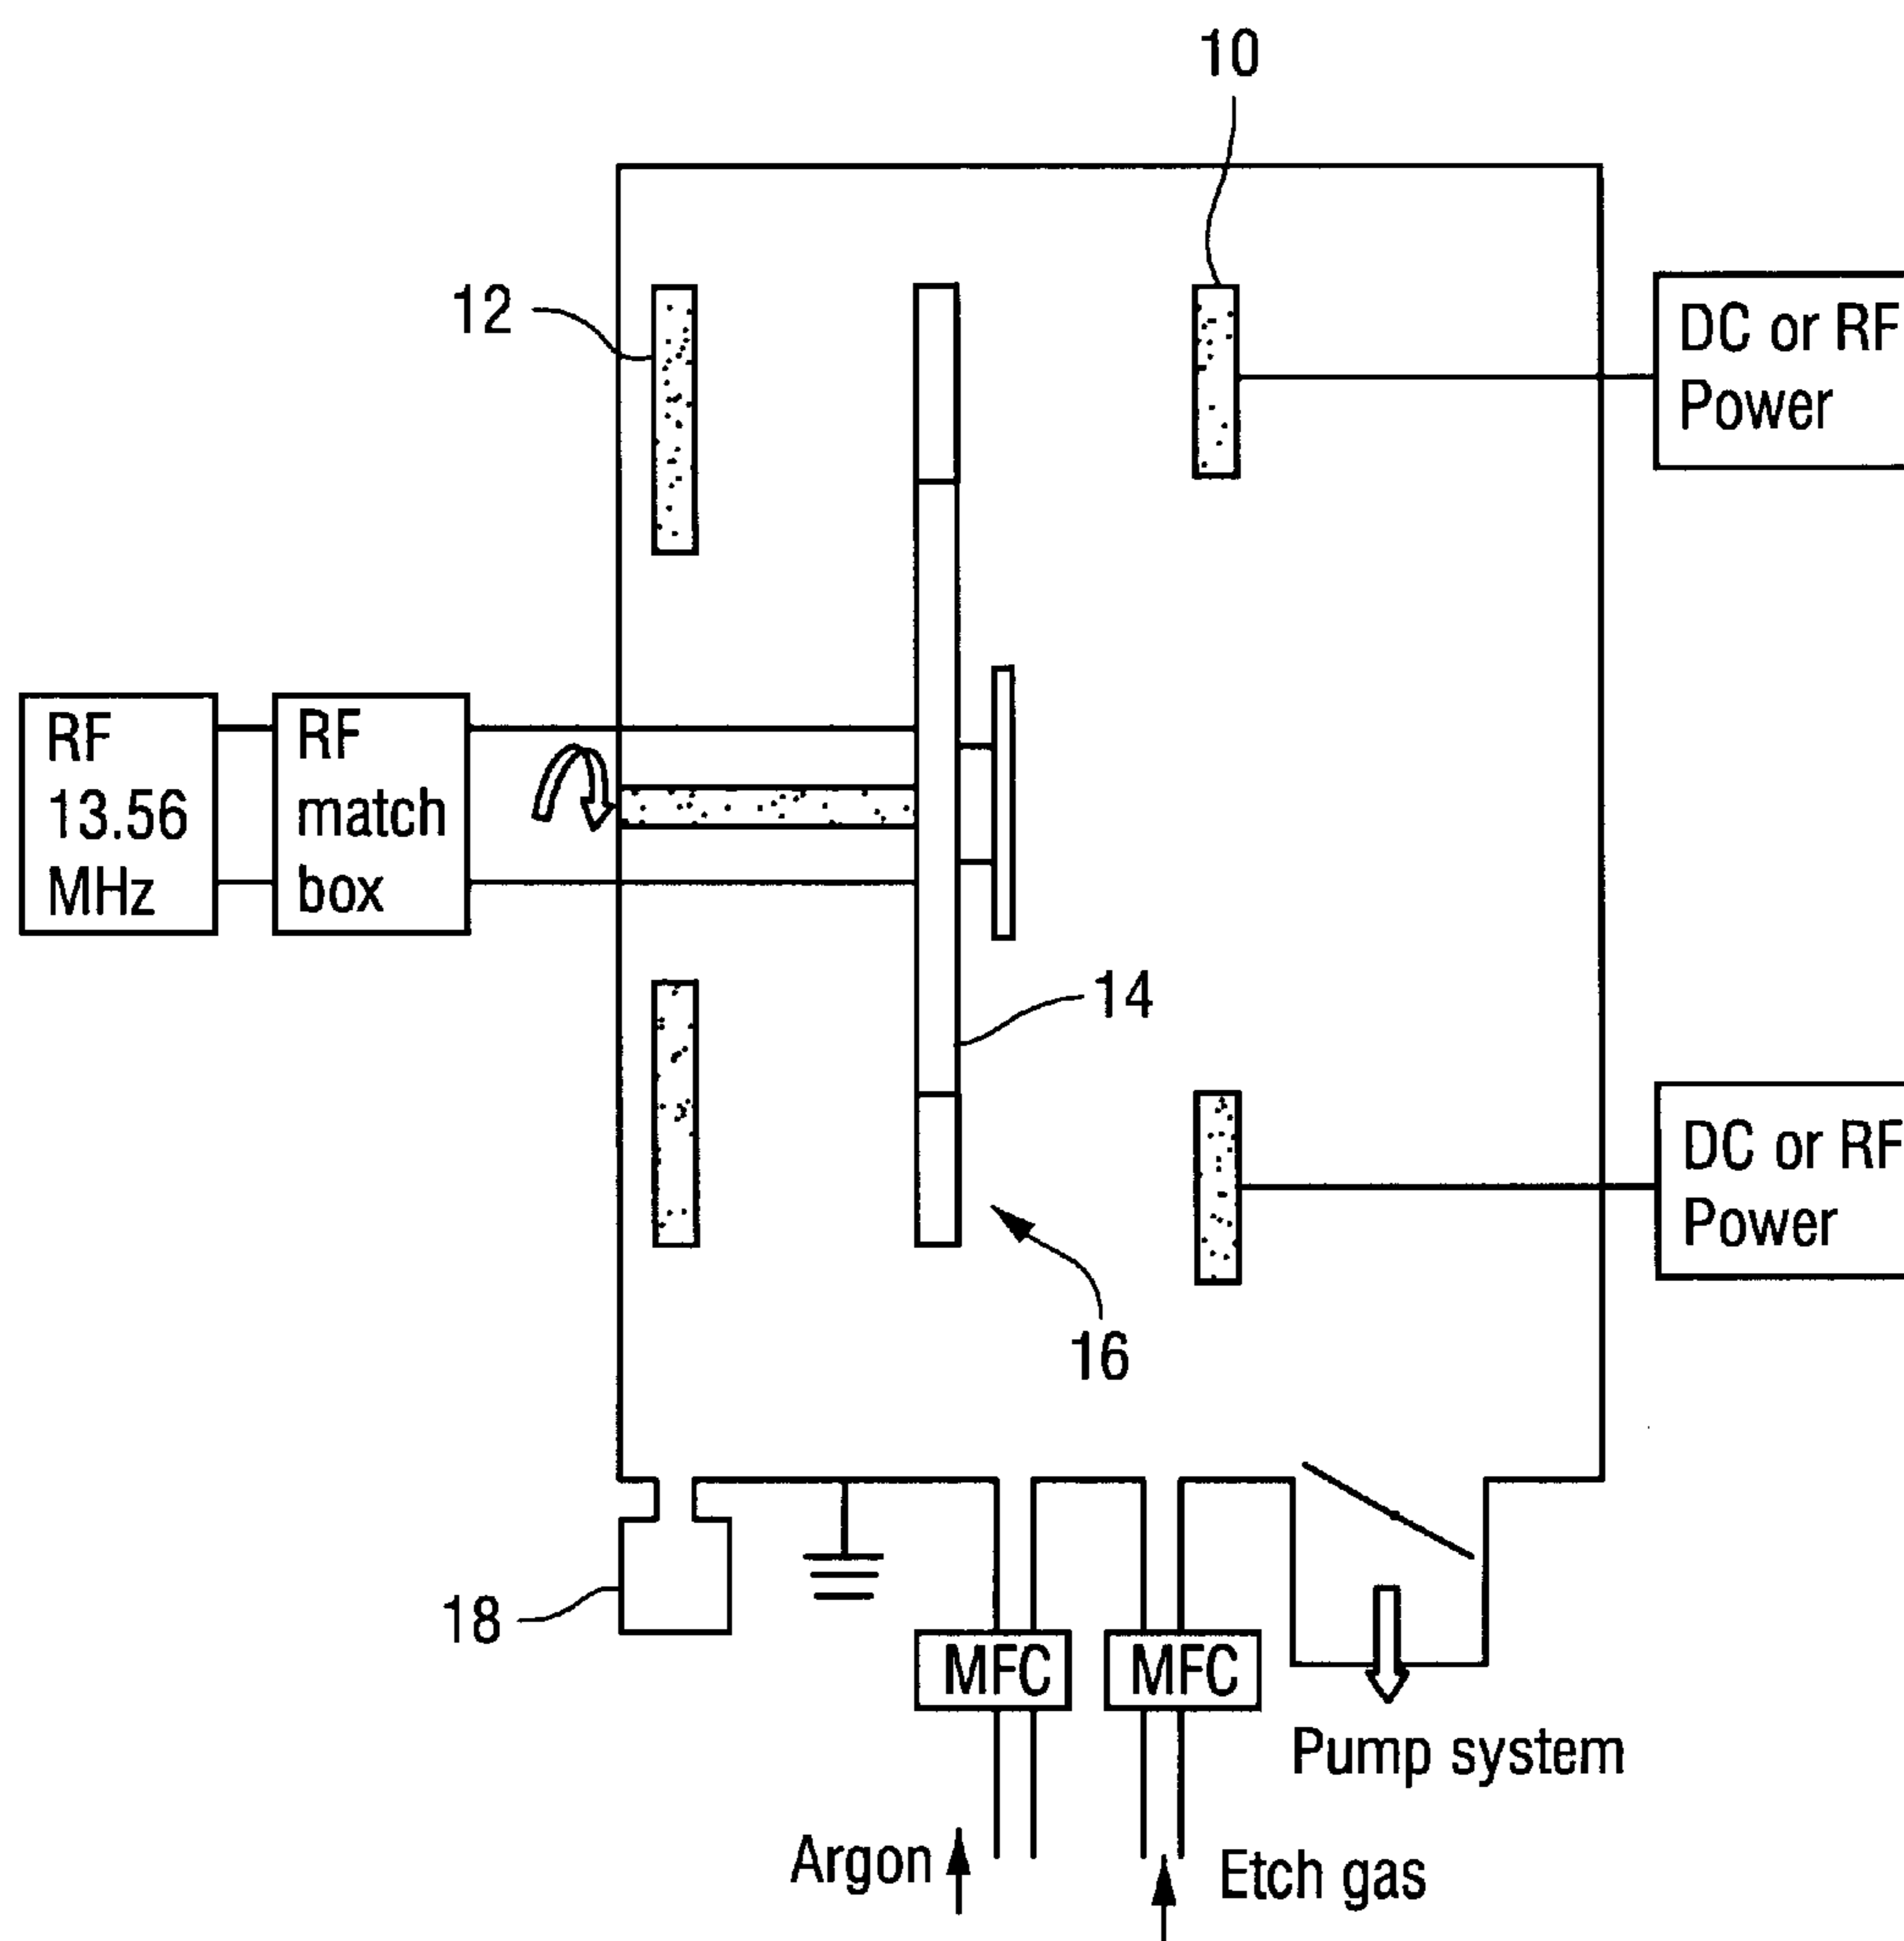 10
12
DC or RF
Power
RF
13.56
MHz
RF
match
box
14
DC or RF
Power
16
18
MFC
MFC
Pump system
Argon
Etch gas